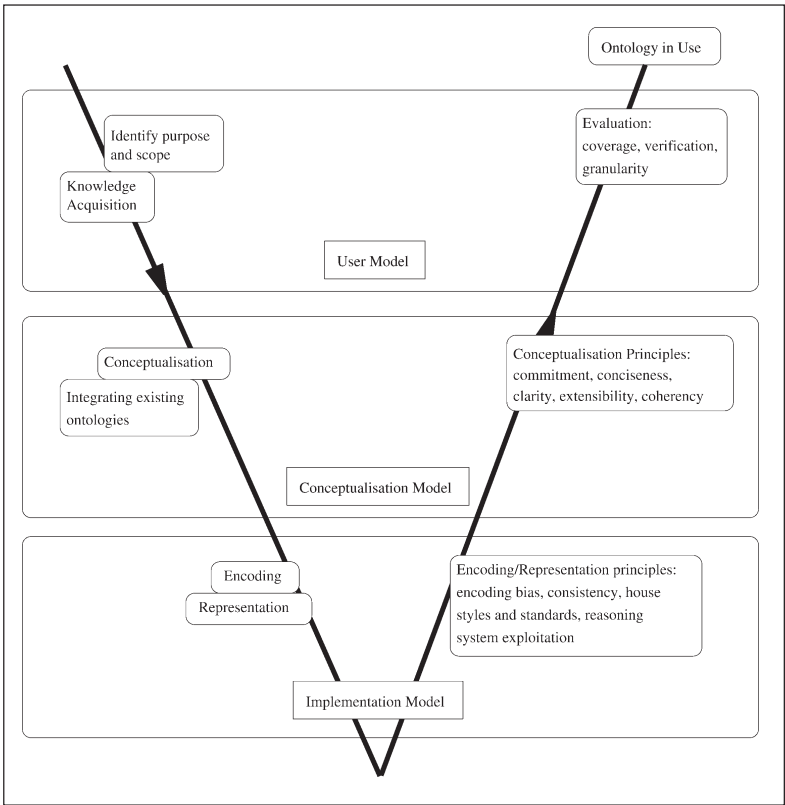 Ontology in Use
Identify purpose
and scope
Knowledge
Acquisition
Evaluation:
coverage, verification,
granularity
User Model
Conceptualisation
Integrating existing
ontologies
Conceptualisation Principles:
commitment, conciseness,
clarity, extensibility, coherency
Conceptualisation Model
Encoding
Representation
Encoding/Representation principles:
encoding bias, consistency, house
styles and standards, reasoning
system exploitation
Implementation Model